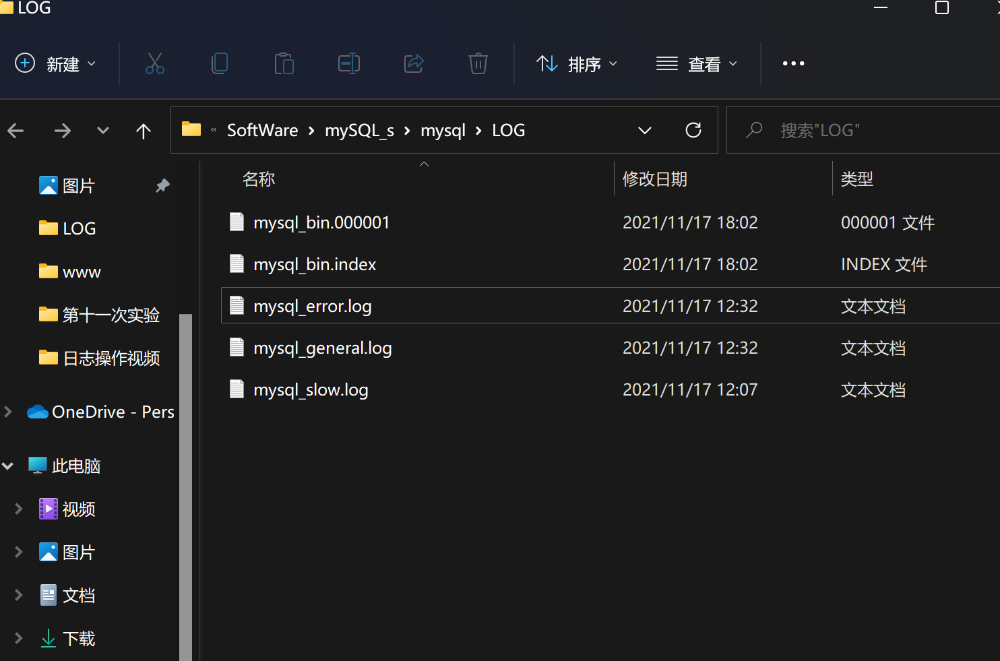 LOG
新建 排序 查看
« SoftWare mySQL_s mysql LOG 搜索"LOG"
名称 修改日期 类型
mysql_bin.000001 2021/11/17 18:02 000001 文件
mysql_bin.index 2021/11/17 18:02 INDEX 文件
mysql_error.log 2021/11/17 12:32 文本文档
mysql_general.log 2021/11/17 12:32 文本文档
mysql_slow.log 2021/11/17 12:07 文本文档
图片
LOG
www
第十一次实验
日志操作视频
OneDrive - Pers
此电脑
视频
图片
文档
下载